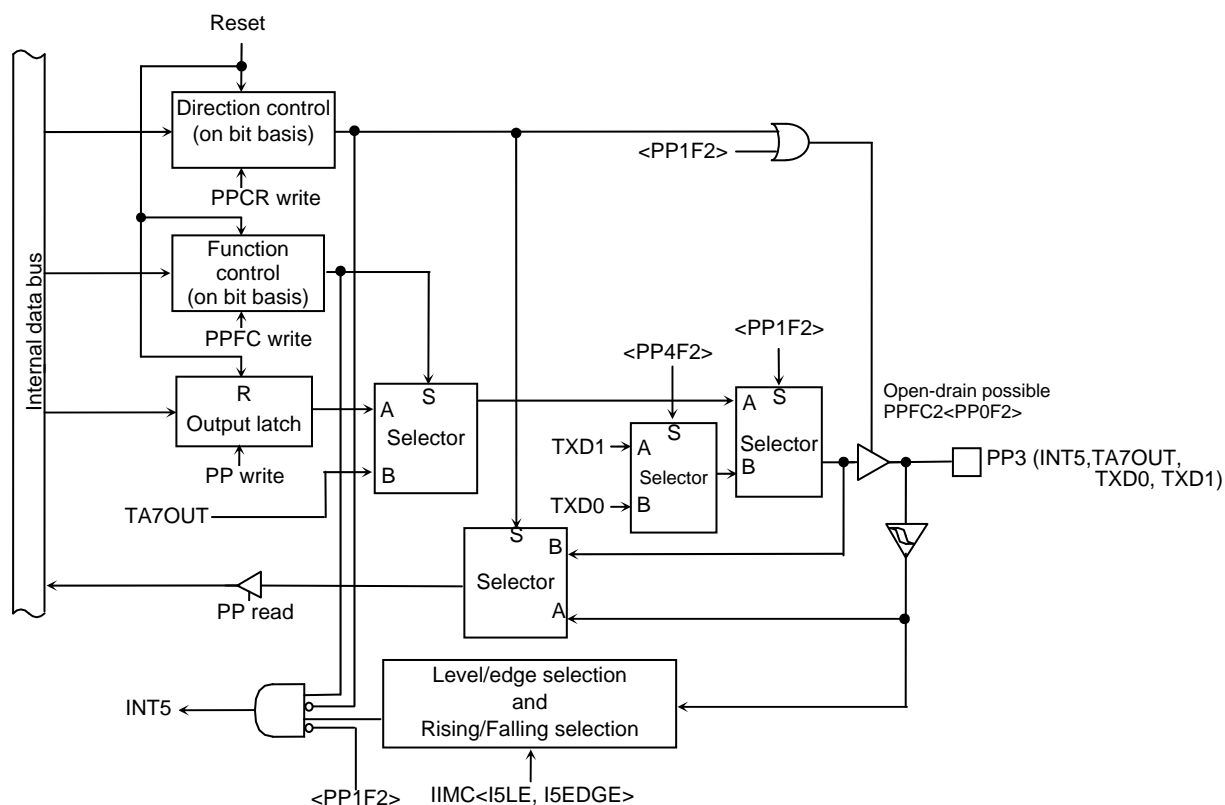 Reset
Internal data bus
Direction control
(on bit basis)
PPCR write
<PP1F2>
Function
control
(on bit basis)
PPFC write
R
Output latch
PP write
TA7OUT
S
A
Selector
B
<PP4F2>
TXD1
TXD0
S
A
Selector
B
<PP1F2>
S
A
Selector
B
Open-drain possible
PPFC2<PP0F2>
PP3 (INT5,TA7OUT,
TXD0, TXD1)
S
B
Selector
A
PP read
Level/edge selection
and
Rising/Falling selection
INT5
<PP1F2>
IIMC<I5LE, I5EDGE>